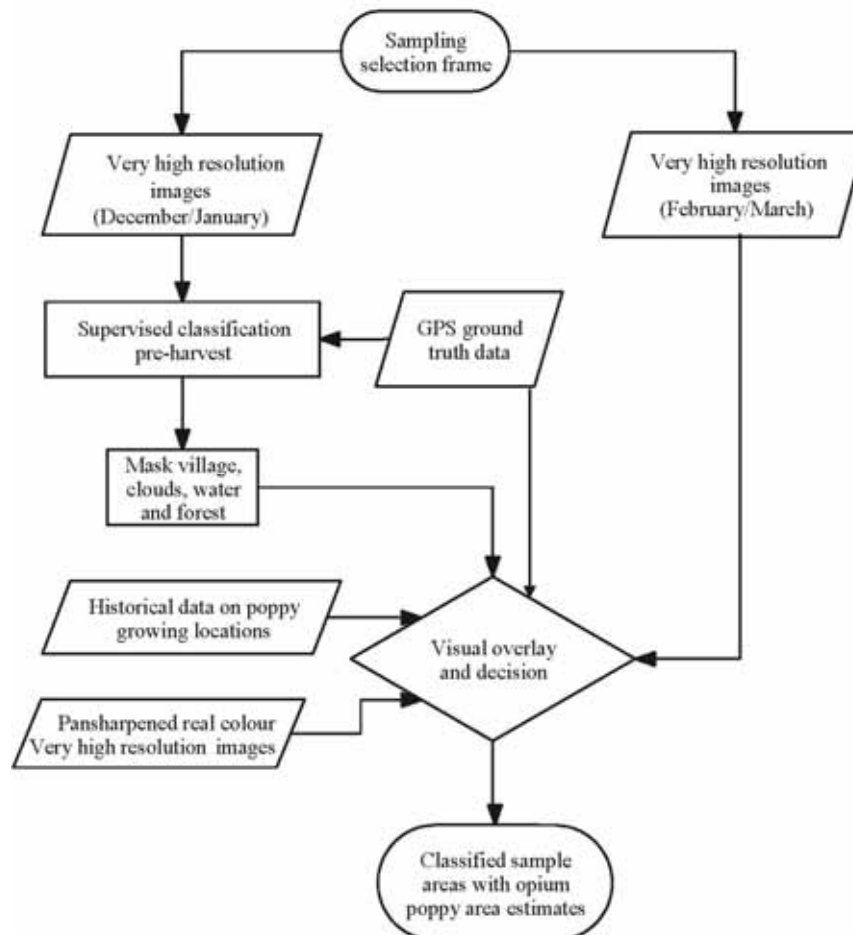 Sampling
selection frame
Very high resolution
images
(December/January)
Very high resolution
images
(February/March)
Supervised classification
pre-harvest
GPS ground
truth data
Mask village,
clouds, water
and forest
Historical data on poppy
growing locations
Visual overlay
and decision
Pansharpened real colour
Very high resolution images
Classified sample
areas with opium
poppy area estimates